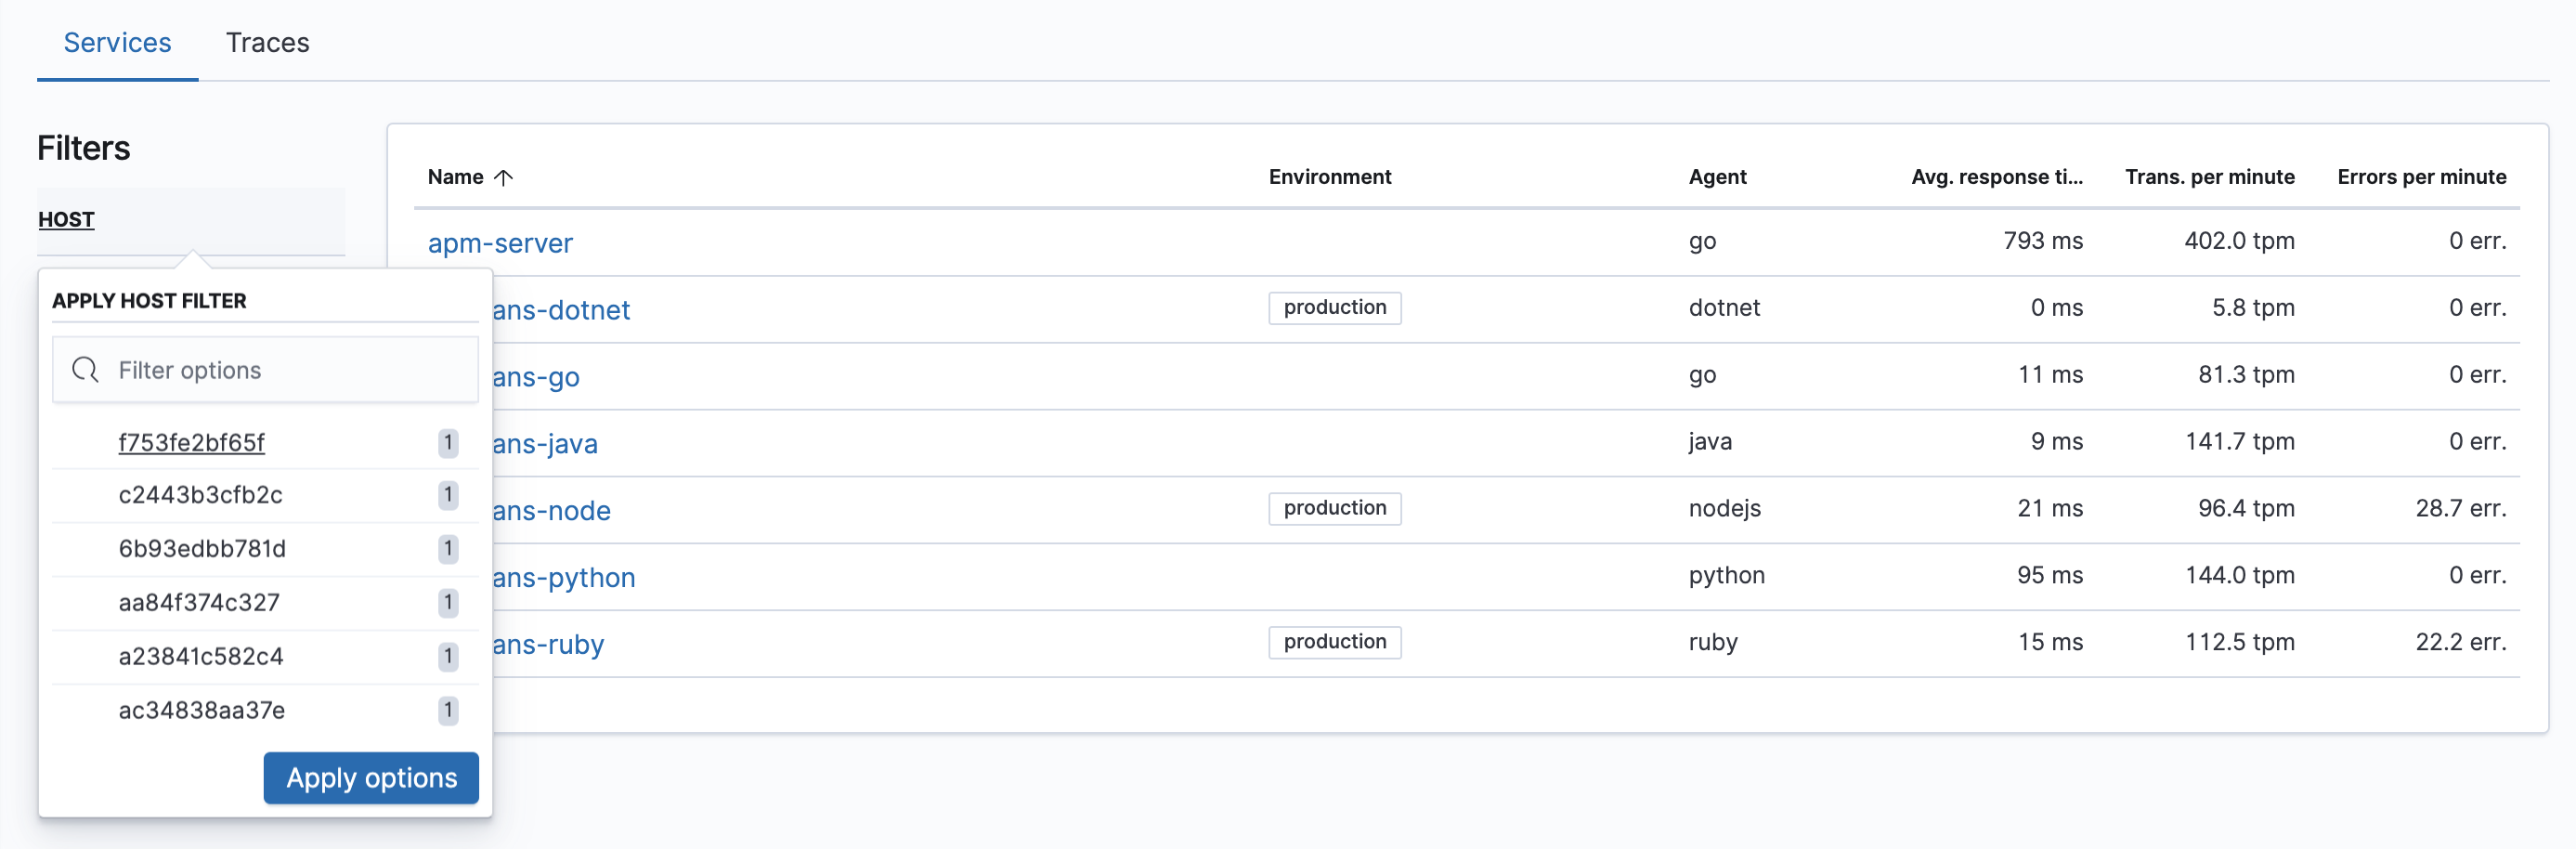 Services Traces
Filters
HOST
APPLY HOST FILTER
Filter options
f753fe2bf65f 1
c2443b3cfb2c 1
6b93edbb781d 1
aa84f374c327 1
a23841c582c4 1
ac34838aa37e 1
Apply options
Name Environment Agent Avg. response ti... Trans. per minute Errors per minute
apm-server go 793 ms 402.0 tpm 0 err.
ans-dotnet production dotnet 0 ms 5.8 tpm 0 err.
ans-go go 11 ms 81.3 tpm 0 err.
ans-java java 9 ms 141.7 tpm 0 err.
ans-node production nodejs 21 ms 96.4 tpm 28.7 err.
ans-python python 95 ms 144.0 tpm 0 err.
ans-ruby production ruby 15 ms 112.5 tpm 22.2 err.